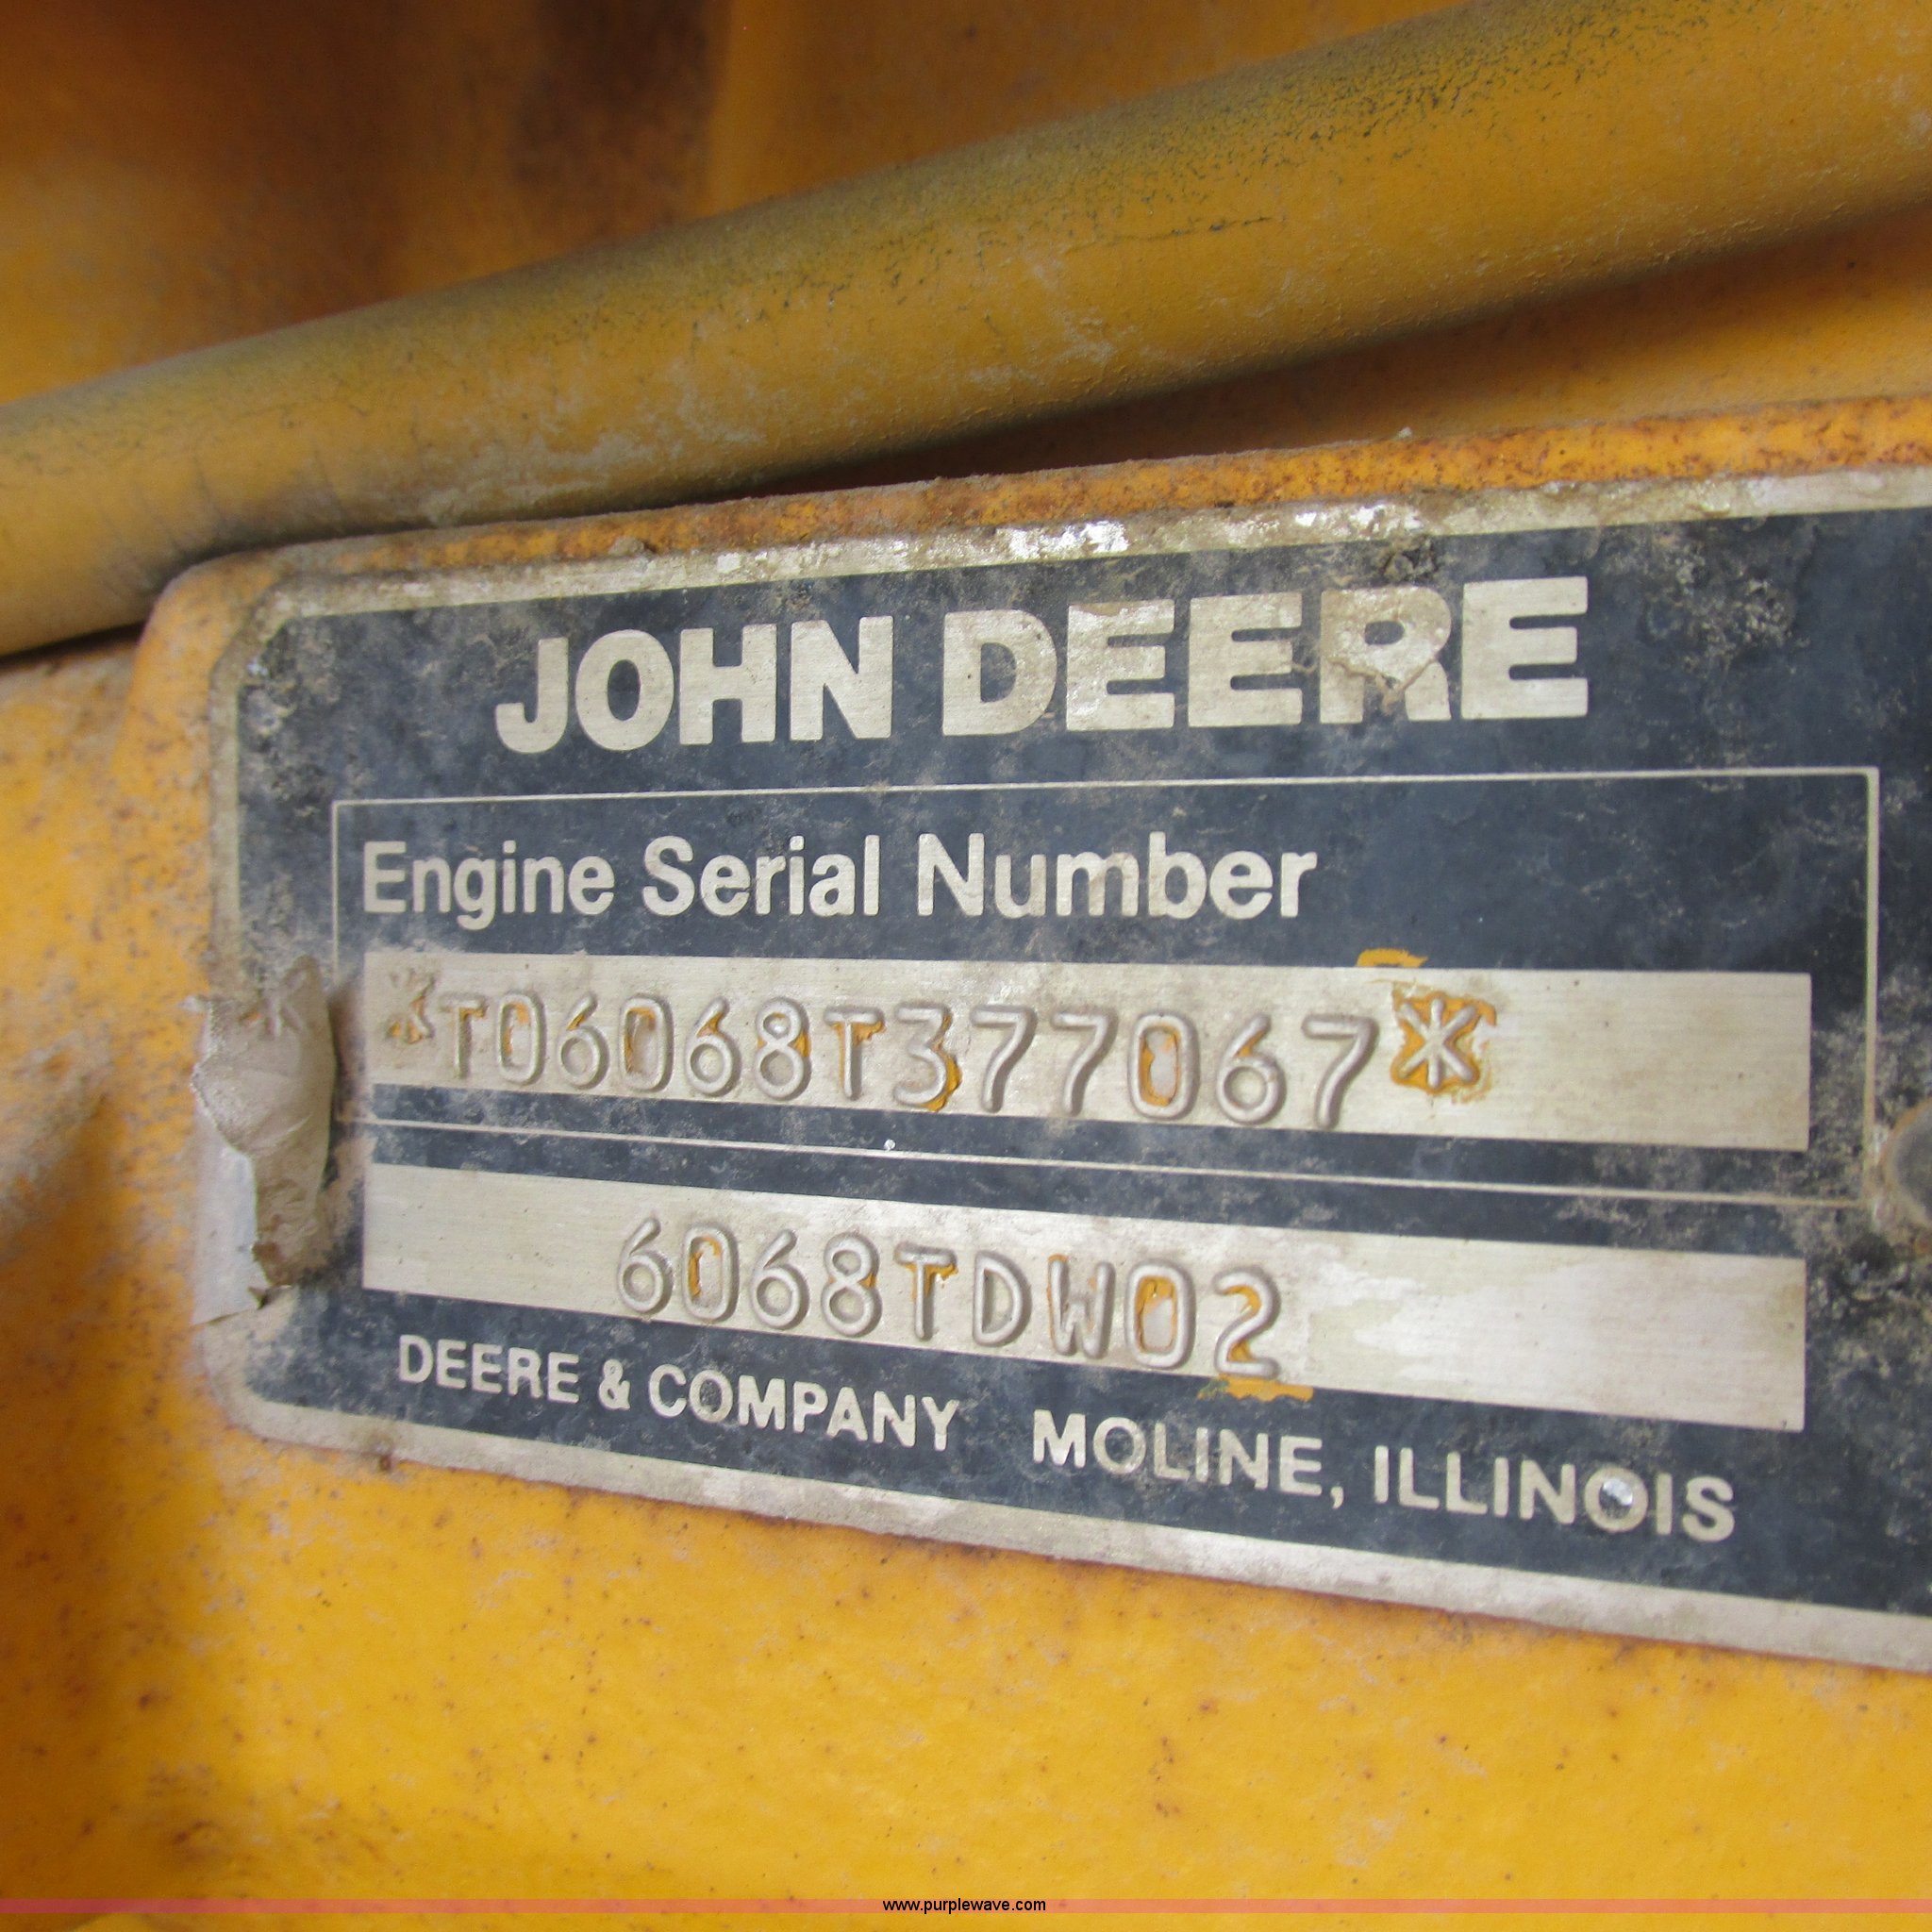 JOHN DEERE
Engine Serial Number
*T06068T377067*
6068TDW02
DEERE & COMPANY MOLINE, ILLINOIS
www.purplewave.com